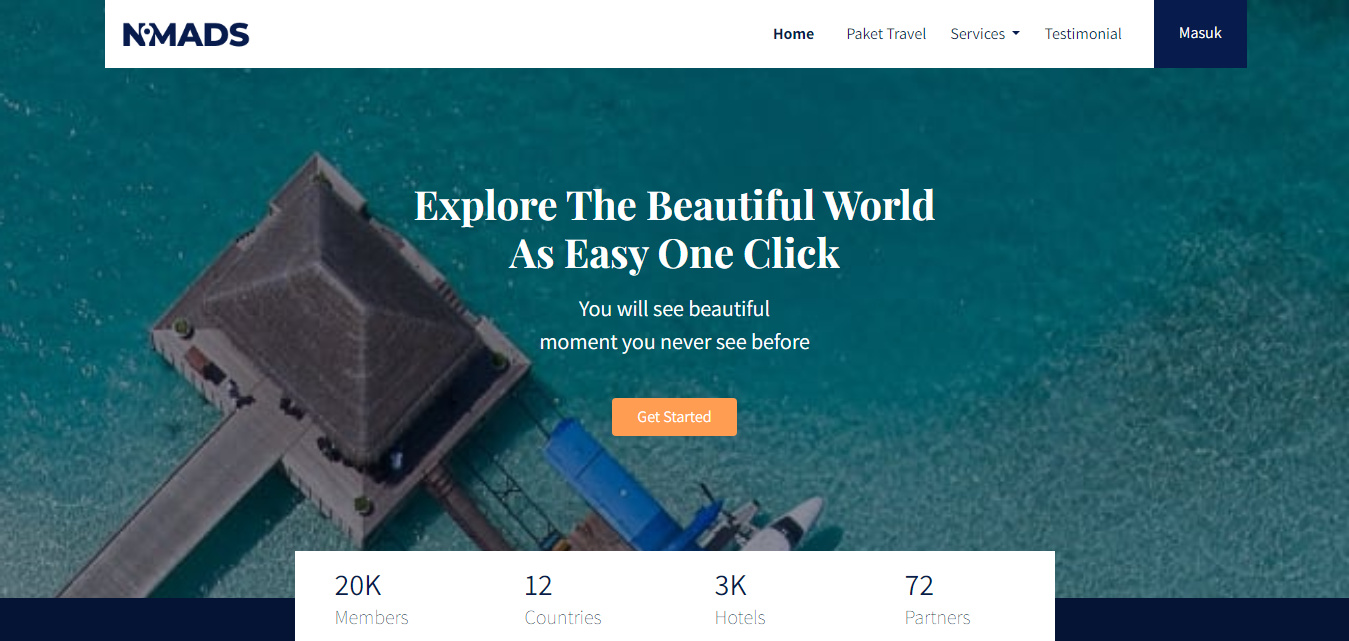 NOMADS
Home Paket Travel Services Testimonial Masuk
Explore The Beautiful World
As Easy One Click
You will see beautiful
moment you never see before
Get Started
20K 12 3K 72
Members Countries Hotels Partners